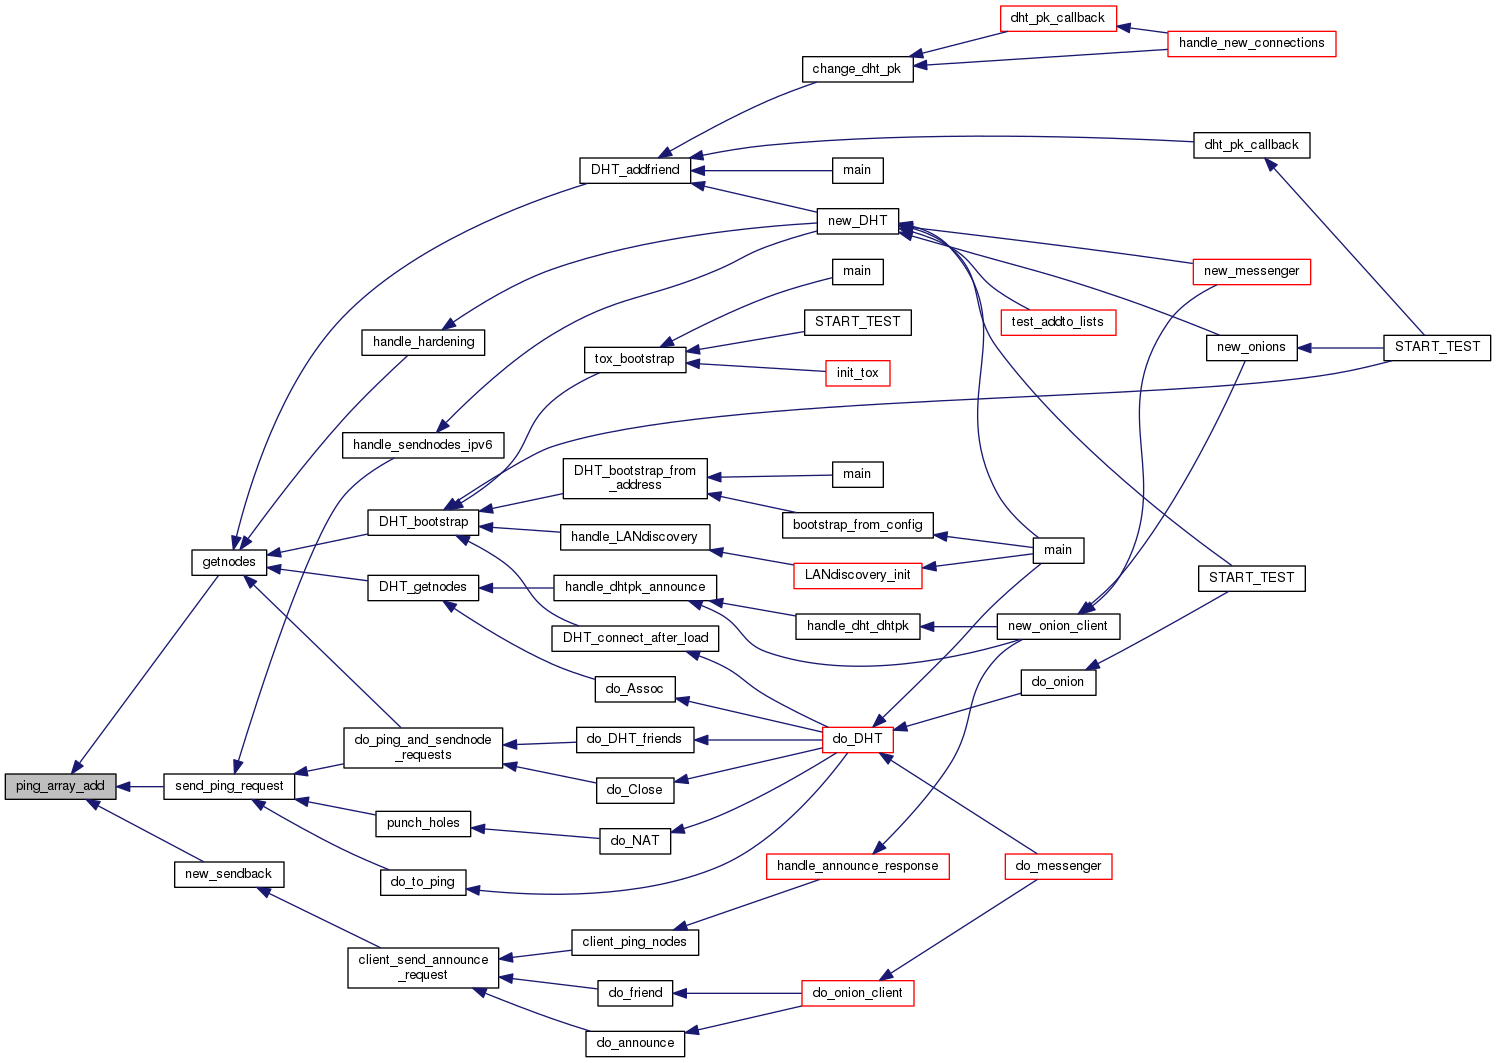 dht_pk_callback
handle_new_connections
change_dht_pk
dht_pk_callback
DHT_addfriend
main
new_DHT
main
new_messenger
START_TEST
test_addto_lists
handle_hardening
tox_bootstrap
new_onions
START_TEST
init_tox
handle_sendnodes_ipv6
DHT_bootstrap_from
_address
main
DHT_bootstrap
bootstrap_from_config
handle_LANdiscovery
main
getnodes
LANdiscovery_init
START_TEST
DHT_getnodes
handle_dhtpk_announce
handle_dht_dhtpk
new_onion_client
DHT_connect_after_load
do_Assoc
do_onion
do_ping_and_sendnode
_requests
do_DHT_friends
do_DHT
ping_array_add
send_ping_request
do_Close
punch_holes
do_NAT
new_sendback
do_to_ping
handle_announce_response
do_messenger
client_ping_nodes
client_send_announce
_request
do_friend
do_onion_client
do_announce